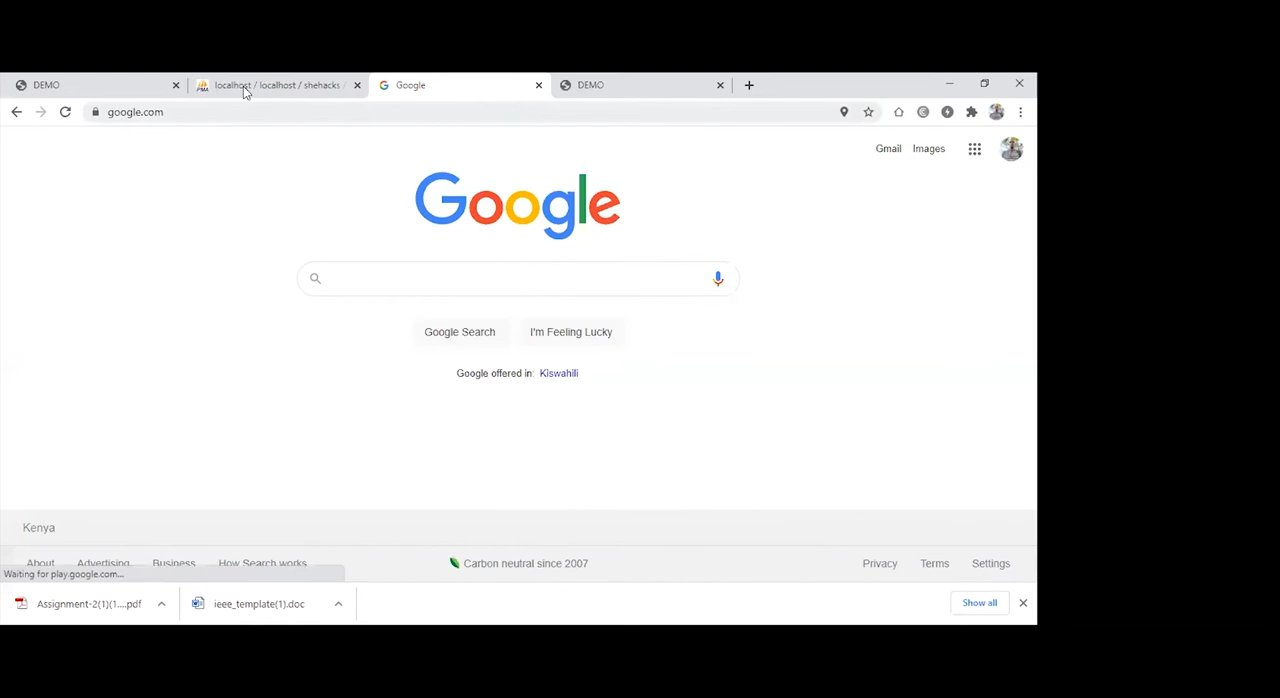 DEMO
localhost / localhost / shehacks
Google
DEMO
google.com
Gmail
Images
Google
Google Search
I'm Feeling Lucky
Google offered in: Kiswahili
Kenya
About
Advertising
Business
How Search works
Carbon neutral since 2007
Privacy
Terms
Settings
Waiting for play.google.com...
Assignment-2(1)(1....pdf
ieee_template(1).doc
Show all